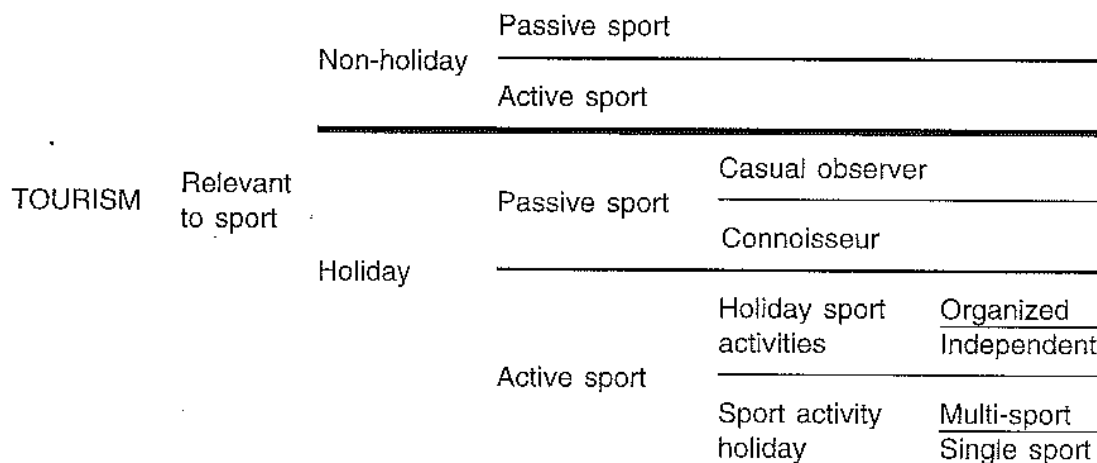 Passive sport
Non-holiday
Active sport
TOURISM
Relevant
to sport
Holiday
Passive sport
Casual observer
Connoisseur
Active sport
Holiday sport
activities
Organized
Independent
Sport activity
holiday
Multi-sport
Single sport